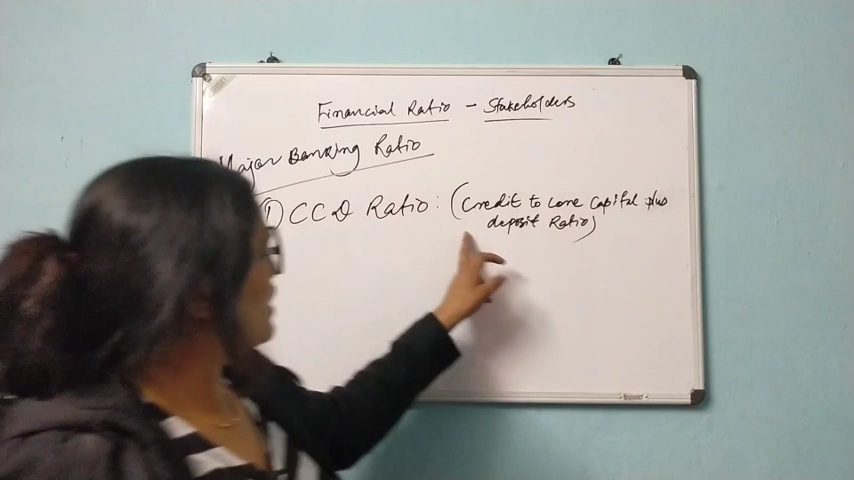 Financial Ratio - Stakeholders
Major Banking Ratio
① CCD Ratio: (Credit to Core Capital plus
deposit Ratio)